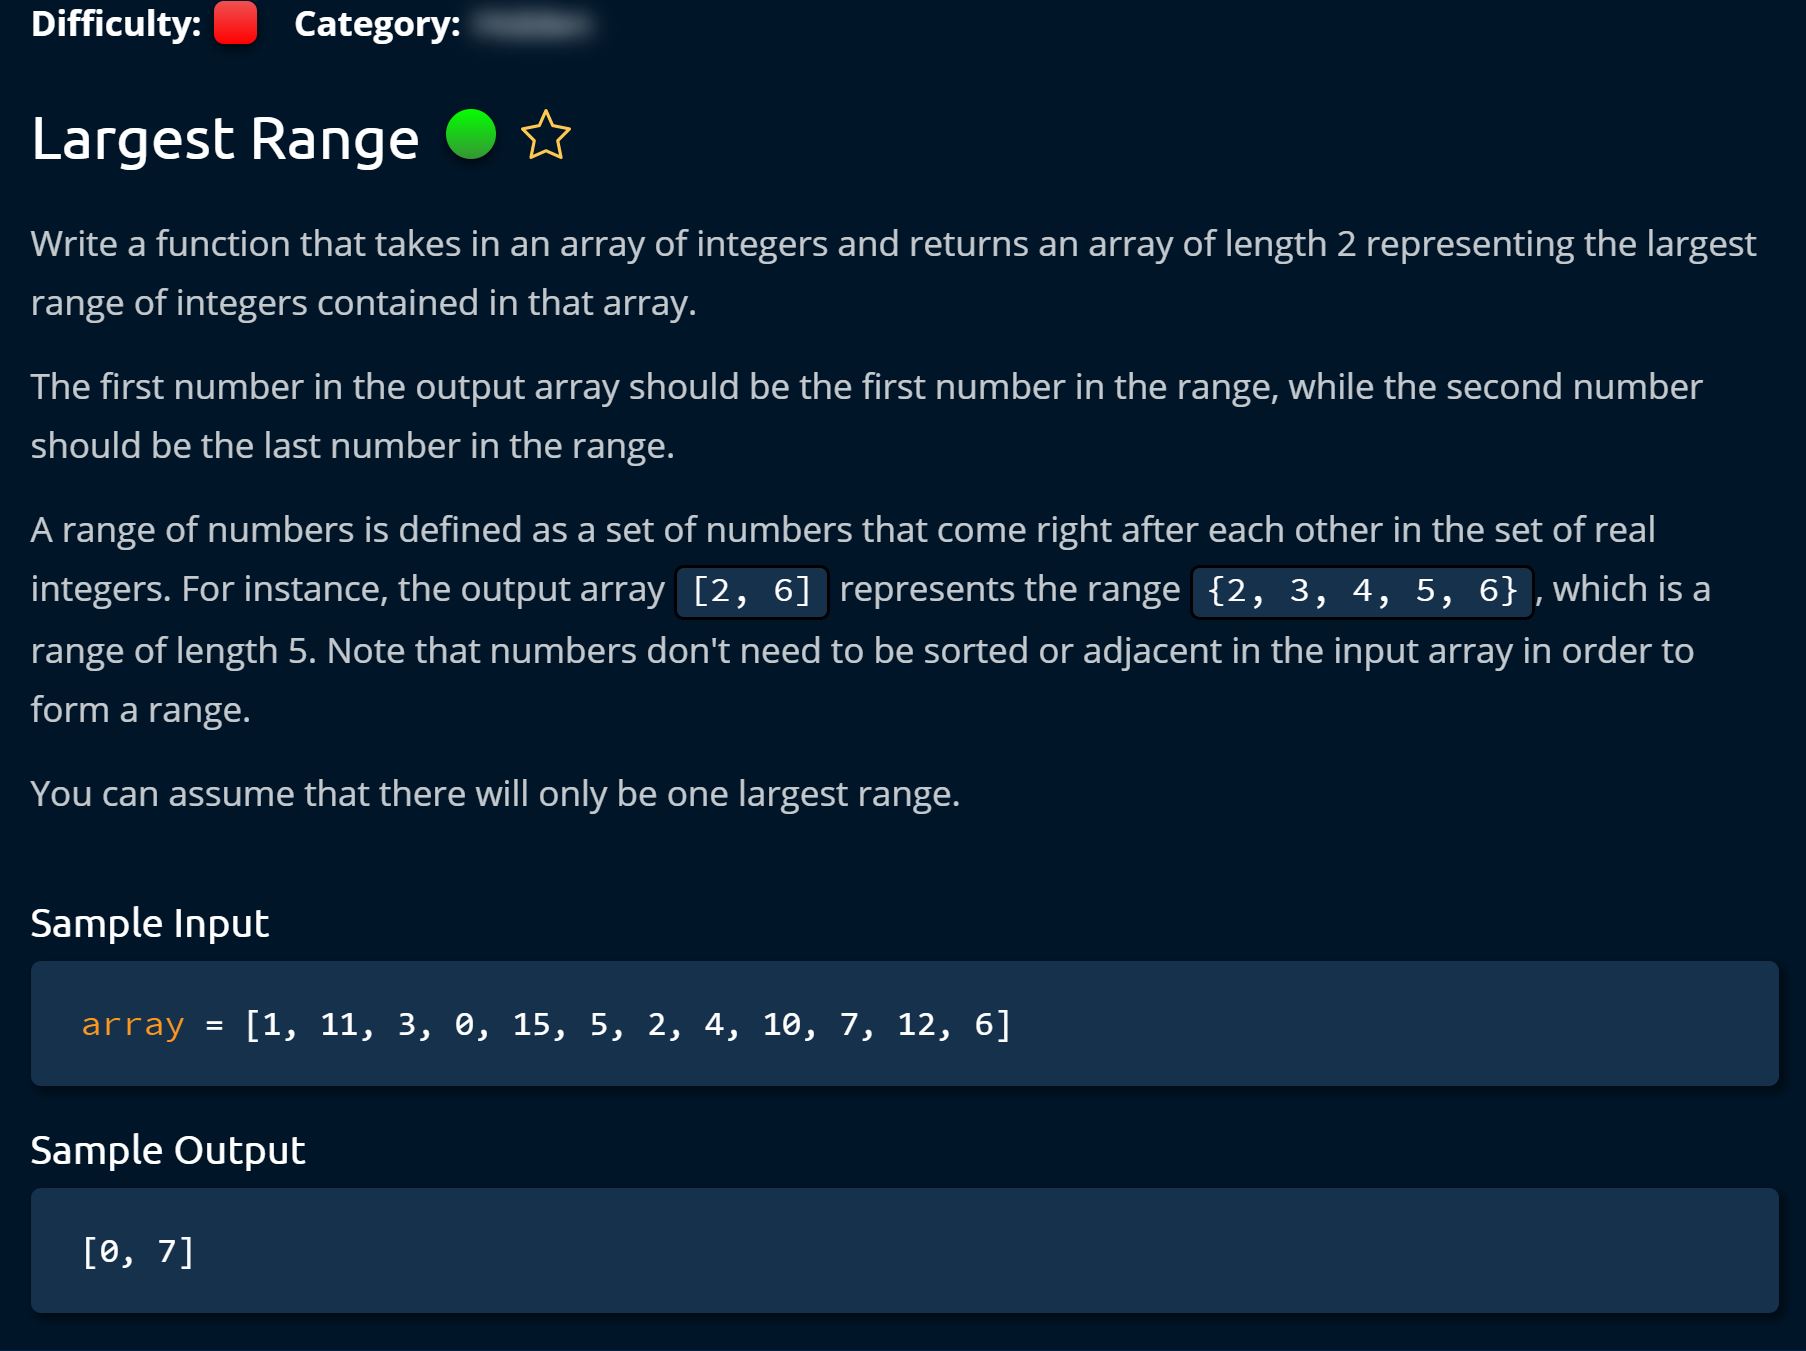 Difficulty: Category:
Largest Range
Write a function that takes in an array of integers and returns an array of length 2 representing the largest
range of integers contained in that array.
The first number in the output array should be the first number in the range, while the second number
should be the last number in the range.
A range of numbers is defined as a set of numbers that come right after each other in the set of real
integers. For instance, the output array [2, 6] represents the range {2, 3, 4, 5, 6}, which is a
range of length 5. Note that numbers don't need to be sorted or adjacent in the input array in order to
form a range.
You can assume that there will only be one largest range.
Sample Input
array = [1, 11, 3, 0, 15, 5, 2, 4, 10, 7, 12, 6]
Sample Output
[0, 7]